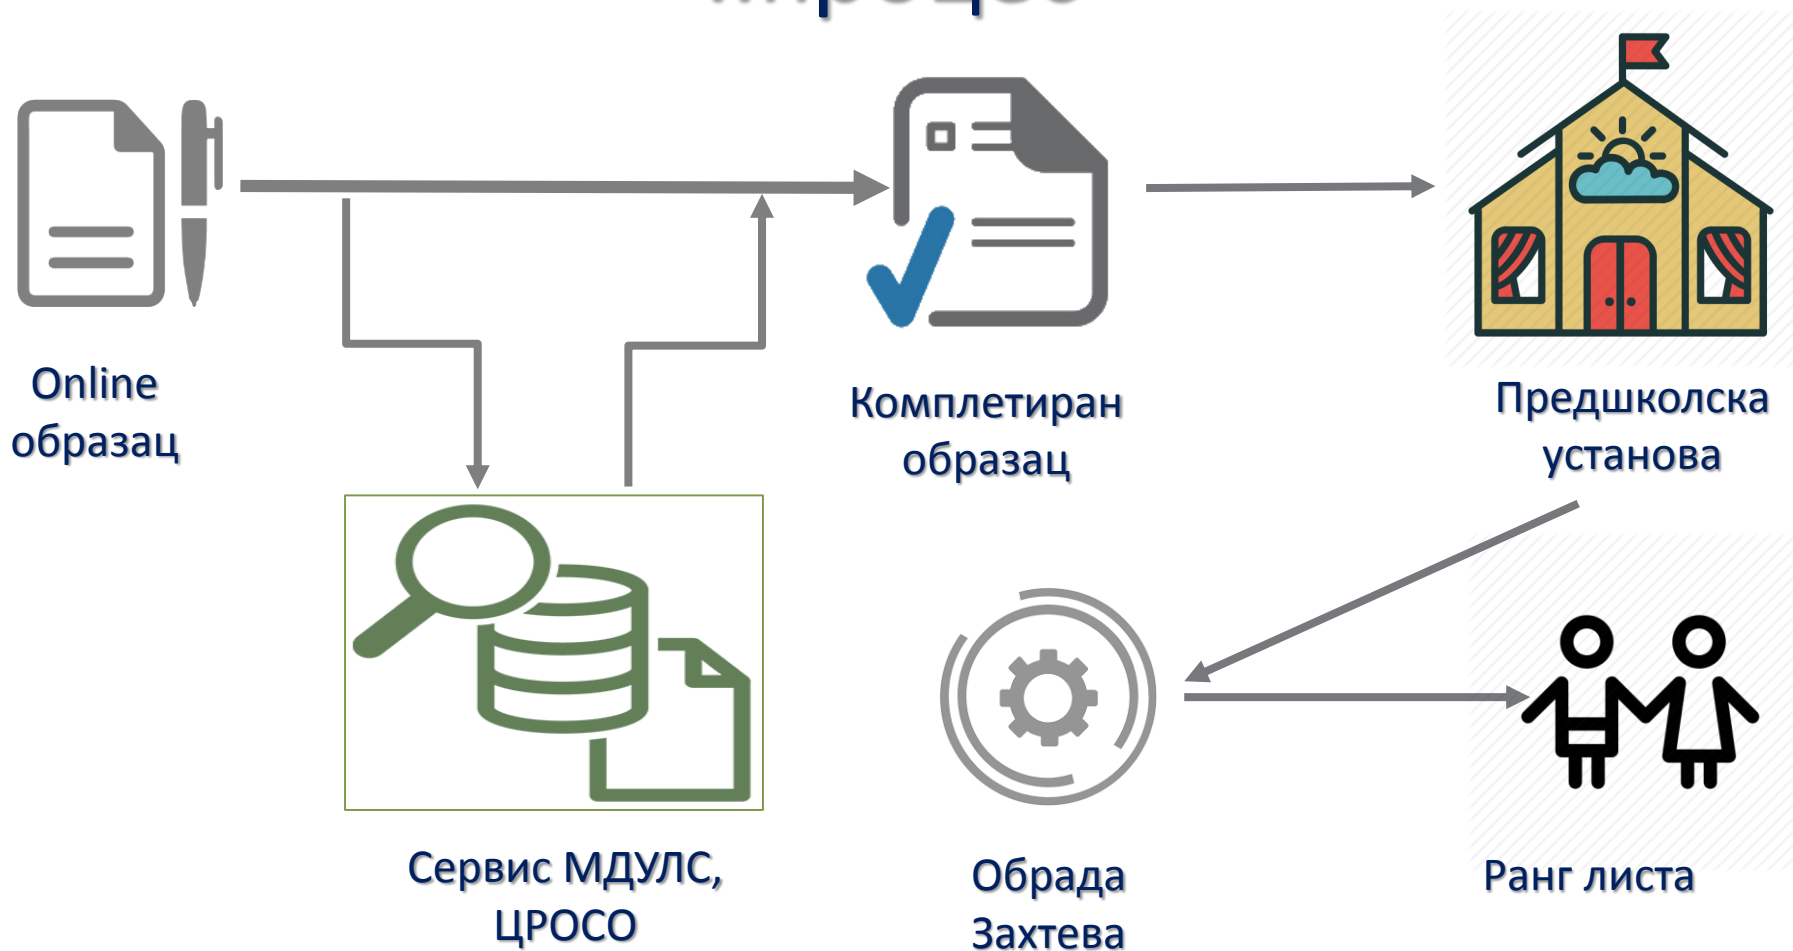 Online
образац
Комплетиран
образац
Предшколска
установа
Сервис МДУЛС,
ЦРОСО
Обрада
Захтева
Ранг листа